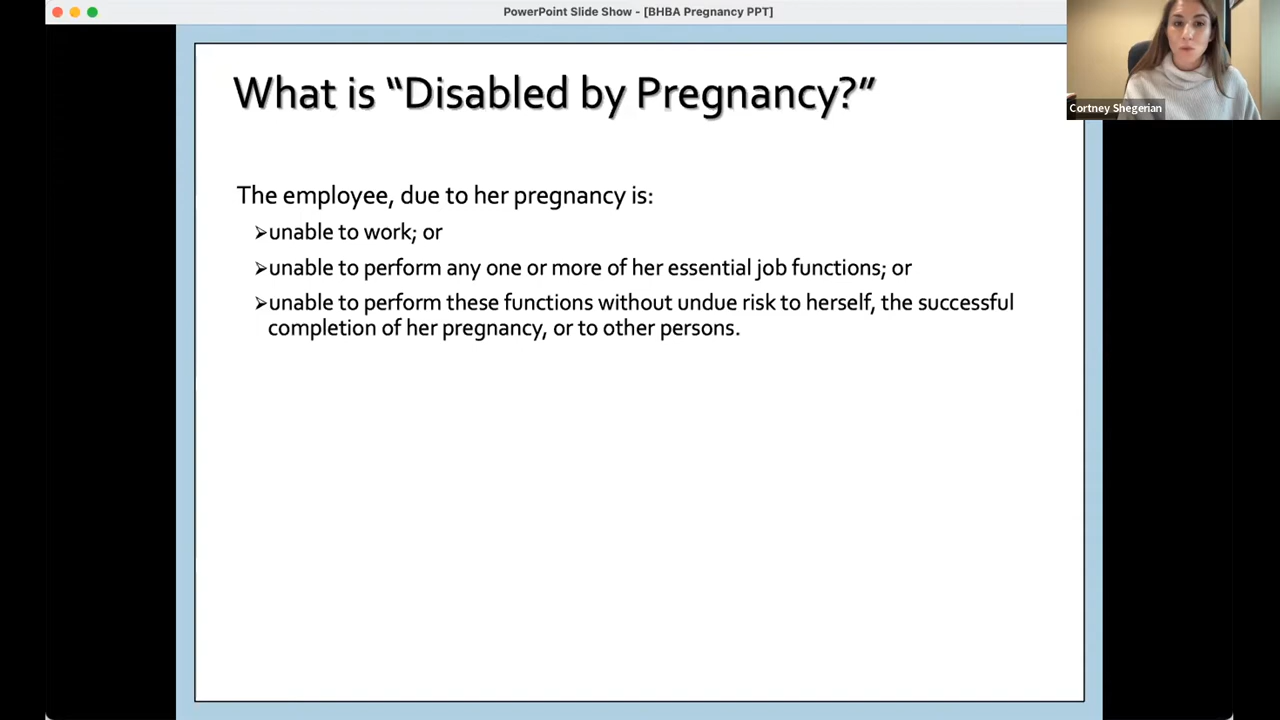 PowerPoint Slide Show - [BHBA Pregnancy PPT]
Cortney Shegerian
What is “Disabled by Pregnancy?”
The employee, due to her pregnancy is:
➢unable to work; or
➢unable to perform any one or more of her essential job functions; or
➢unable to perform these functions without undue risk to herself, the successful
completion of her pregnancy, or to other persons.